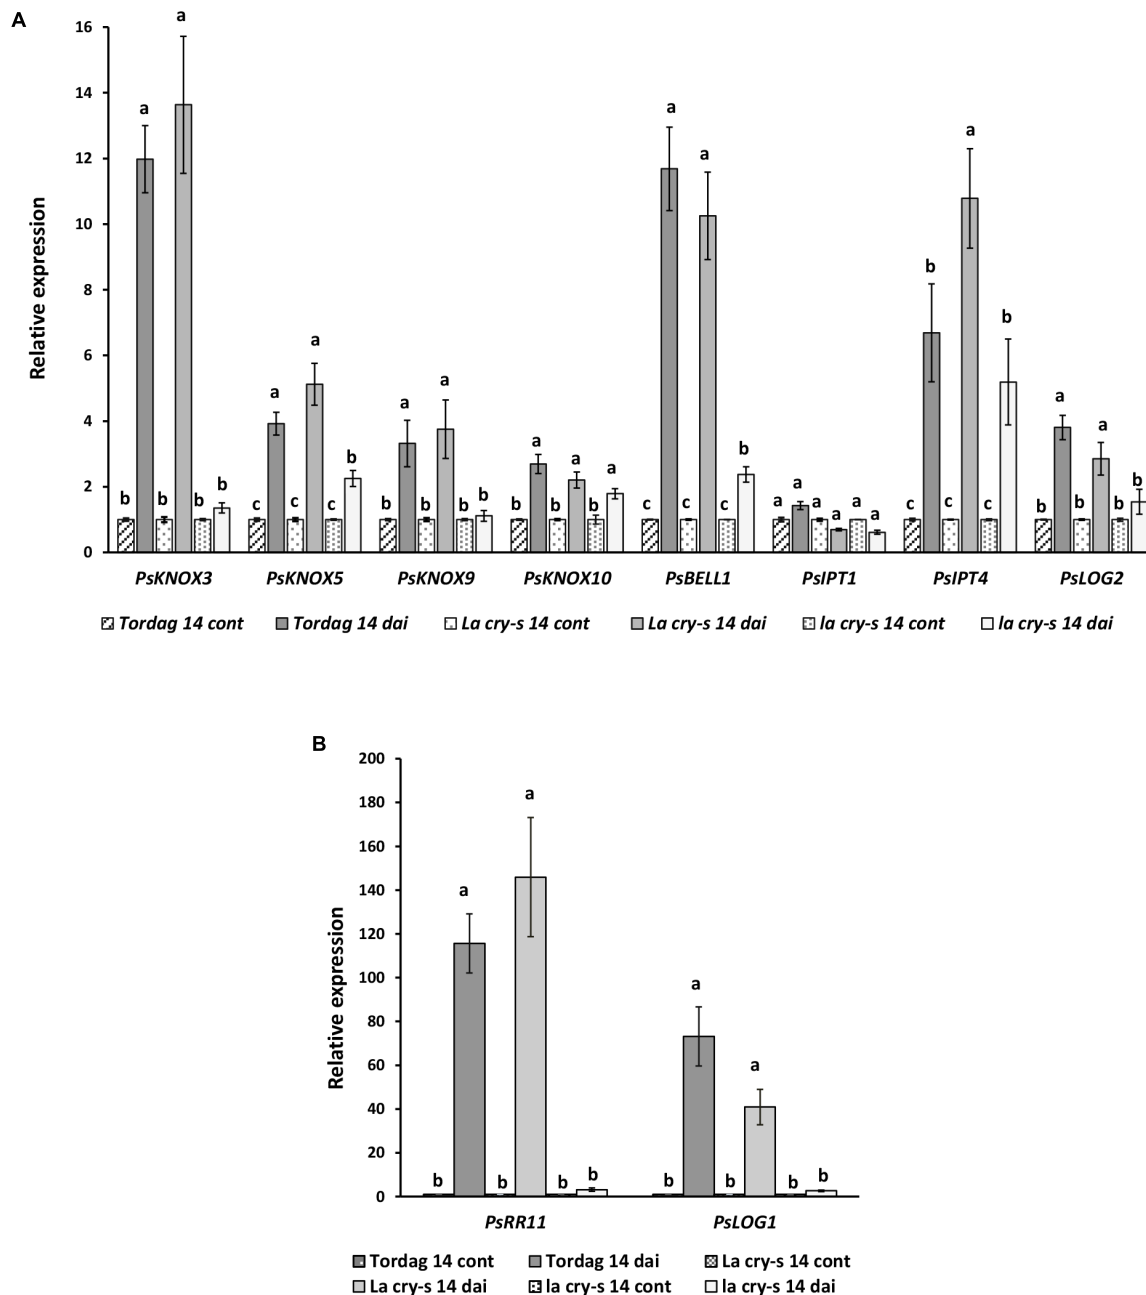 A
Relative expression
16
14
12
10
8
6
4
2
0
b a b a b b
c a c a c b
b a b a b b
b a b a b a
c a c a c b
a a a a a a
c b c a c b
b a b a b b
PsKNOX3 PsKNOX5 PsKNOX9 PsKNOX10 PsBELL1 PsIPT1 PsIPT4 PsLOG2
Tordag 14 cont Tordag 14 dai La cry-s 14 cont La cry-s 14 dai la cry-s 14 cont la cry-s 14 dai
B
Relative expression
200
180
160
140
120
100
80
60
40
20
0
b a b a b b
b a b a b b
PsRR11 PsLOG1
Tordag 14 cont Tordag 14 dai La cry-s 14 cont
La cry-s 14 dai la cry-s 14 cont la cry-s 14 dai